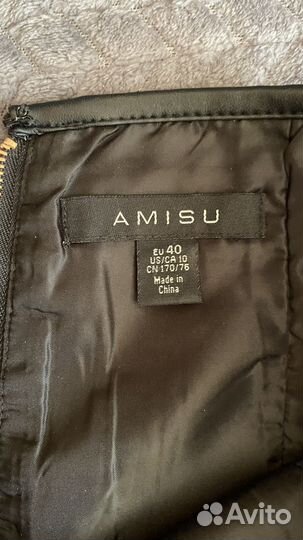 AMISU
EU 40
US/CA 10
CN 170/76
Made in
China
Avito